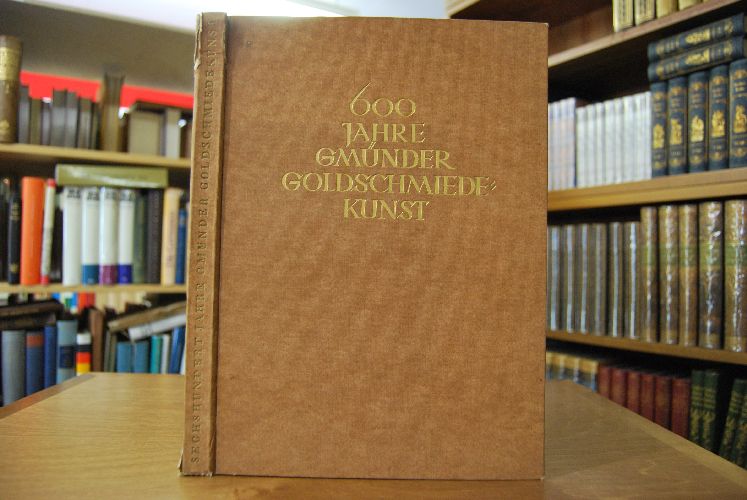 600
JAHRE
GMÜNDER
GOLDSCHMIEDE-
KUNST
SECHSHUNDERT JAHRE GMÜNDER GOLDSCHMIEDEKUNST